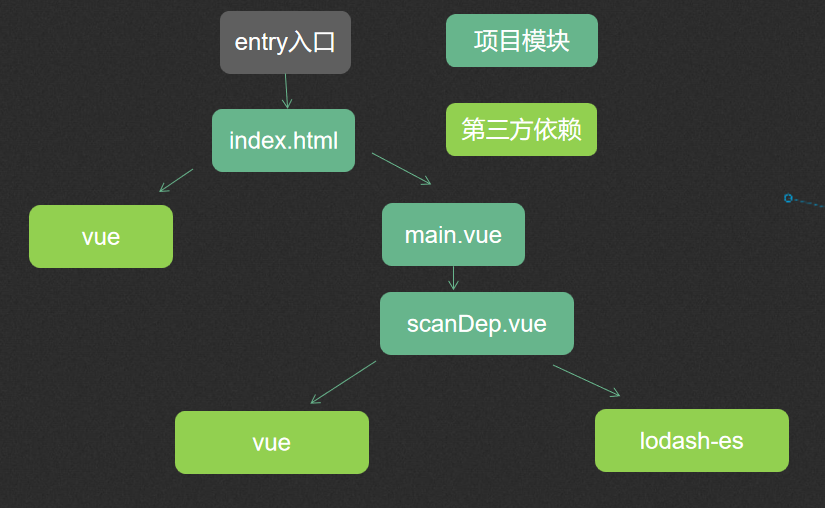 entry入口
项目模块
第三方依赖
index.html
vue
main.vue
scanDep.vue
vue
lodash-es